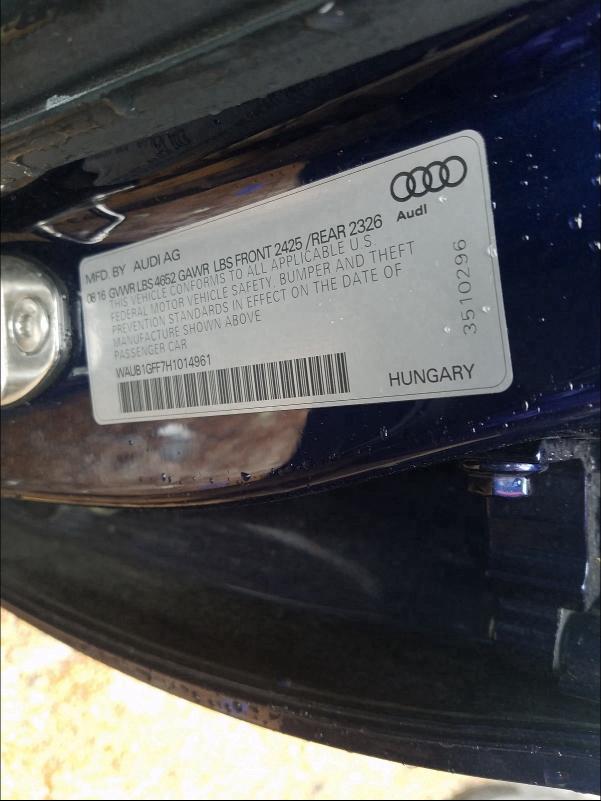 Audi
MFD. BY AUDI AG
08 16 GVWR LBS 4652 GAWR LBS FRONT 2425 /REAR 2326
THIS VEHICLE CONFORMS TO ALL APPLICABLE U.S
FEDERAL MOTOR VEHICLE SAFETY, BUMPER AND THEFT
PREVENTION STANDARDS IN EFFECT ON THE DATE OF
MANUFACTURE SHOWN ABOVE
PASSENGER CAR
WAUB1GFF7H1014961
HUNGARY
3510296